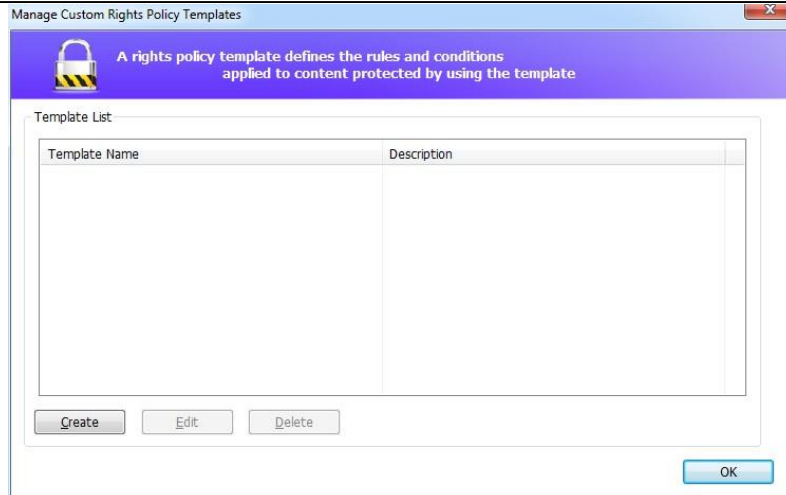 Manage Custom Rights Policy Templates
A rights policy template defines the rules and conditions
applied to content protected by using the template
Template List
Template Name Description
Create Edit Delete
OK